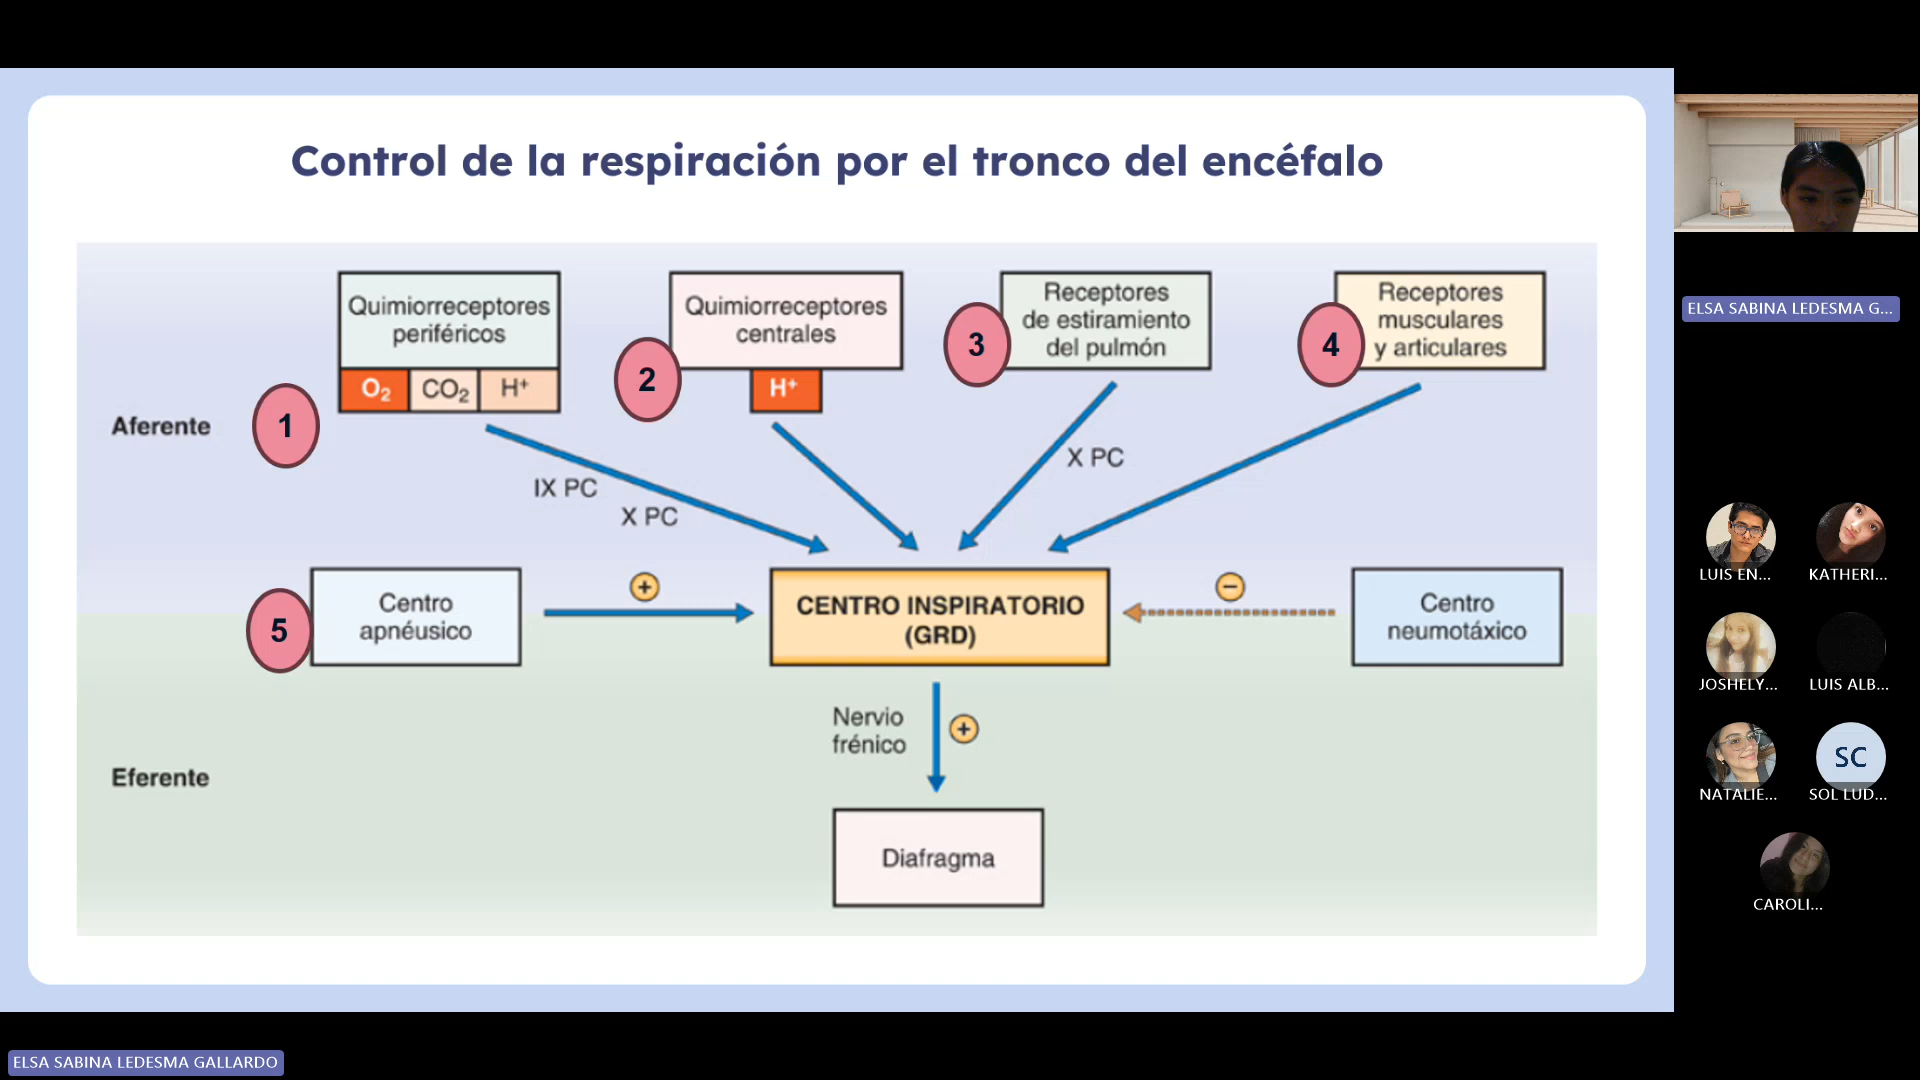 Control de la respiración por el tronco del encéfalo
Quimiorreceptores
periféricos
O₂ CO₂ H⁺
Quimiorreceptores
centrales
H⁺
Receptores
de estiramiento
del pulmón
Receptores
musculares
y articulares
1
2
3
4
Aferente
IX PC
X PC
X PC
5
Centro
apnéusico
+
CENTRO INSPIRATORIO
(GRD)
−
Centro
neumotáxico
Nervio
frénico
+
Eferente
Diafragma
ELSA SABINA LEDESMA G...
LUIS EN...
KATHERI...
JOSHELY...
LUIS ALB...
NATALIE...
SC
SOL LUD...
CAROLI...
ELSA SABINA LEDESMA GALLARDO